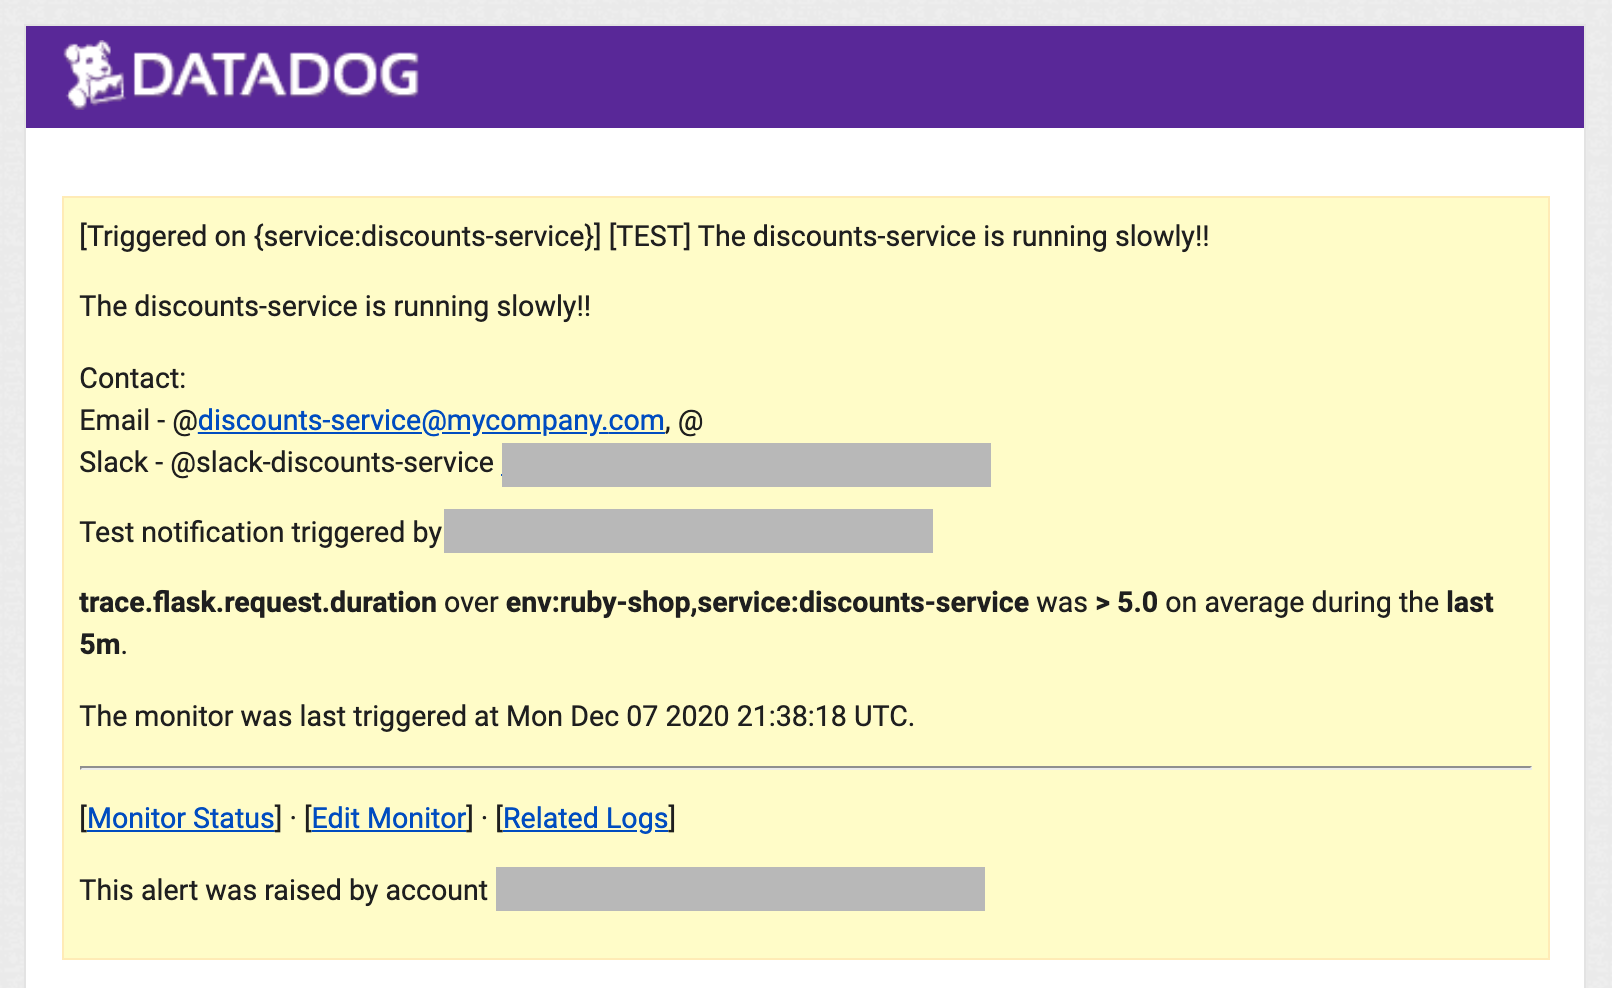 DATADOG
[Triggered on {service:discounts-service}] [TEST] The discounts-service is running slowly!!
The discounts-service is running slowly!!
Contact:
Email - @discounts-service@mycompany.com, @
Slack - @slack-discounts-service
Test notification triggered by
trace.flask.request.duration over env:ruby-shop,service:discounts-service was > 5.0 on average during the last
5m.
The monitor was last triggered at Mon Dec 07 2020 21:38:18 UTC.
[Monitor Status] · [Edit Monitor] · [Related Logs]
This alert was raised by account